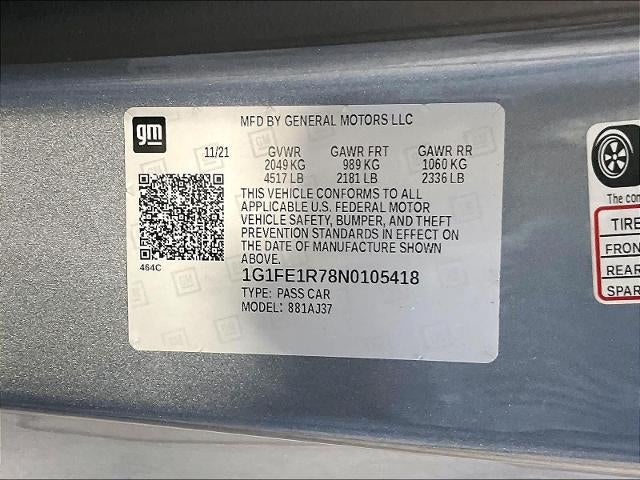 gm
MFD BY GENERAL MOTORS LLC
11/21 GVWR GAWR FRT GAWR RR
2049 KG 989 KG 1060 KG
4517 LB 2181 LB 2336 LB
THIS VEHICLE CONFORMS TO ALL
APPLICABLE U.S. FEDERAL MOTOR
VEHICLE SAFETY, BUMPER, AND THEFT
PREVENTION STANDARDS IN EFFECT ON
THE DATE OF MANUFACTURE SHOWN
ABOVE.
464C
1G1FE1R78N0105418
TYPE: PASS CAR
MODEL: 881AJ37
The com
TIRE
FRON
REAR
SPAR